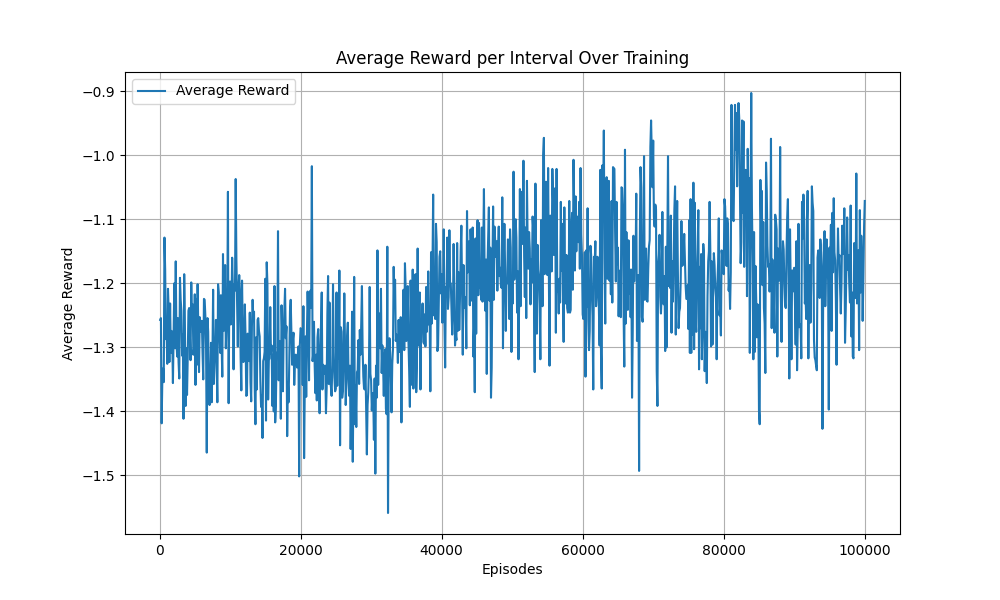 Average Reward per Interval Over Training
Average Reward
−0.9
−1.0
−1.1
−1.2
−1.3
−1.4
−1.5
Average Reward
0 20000 40000 60000 80000 100000
Episodes